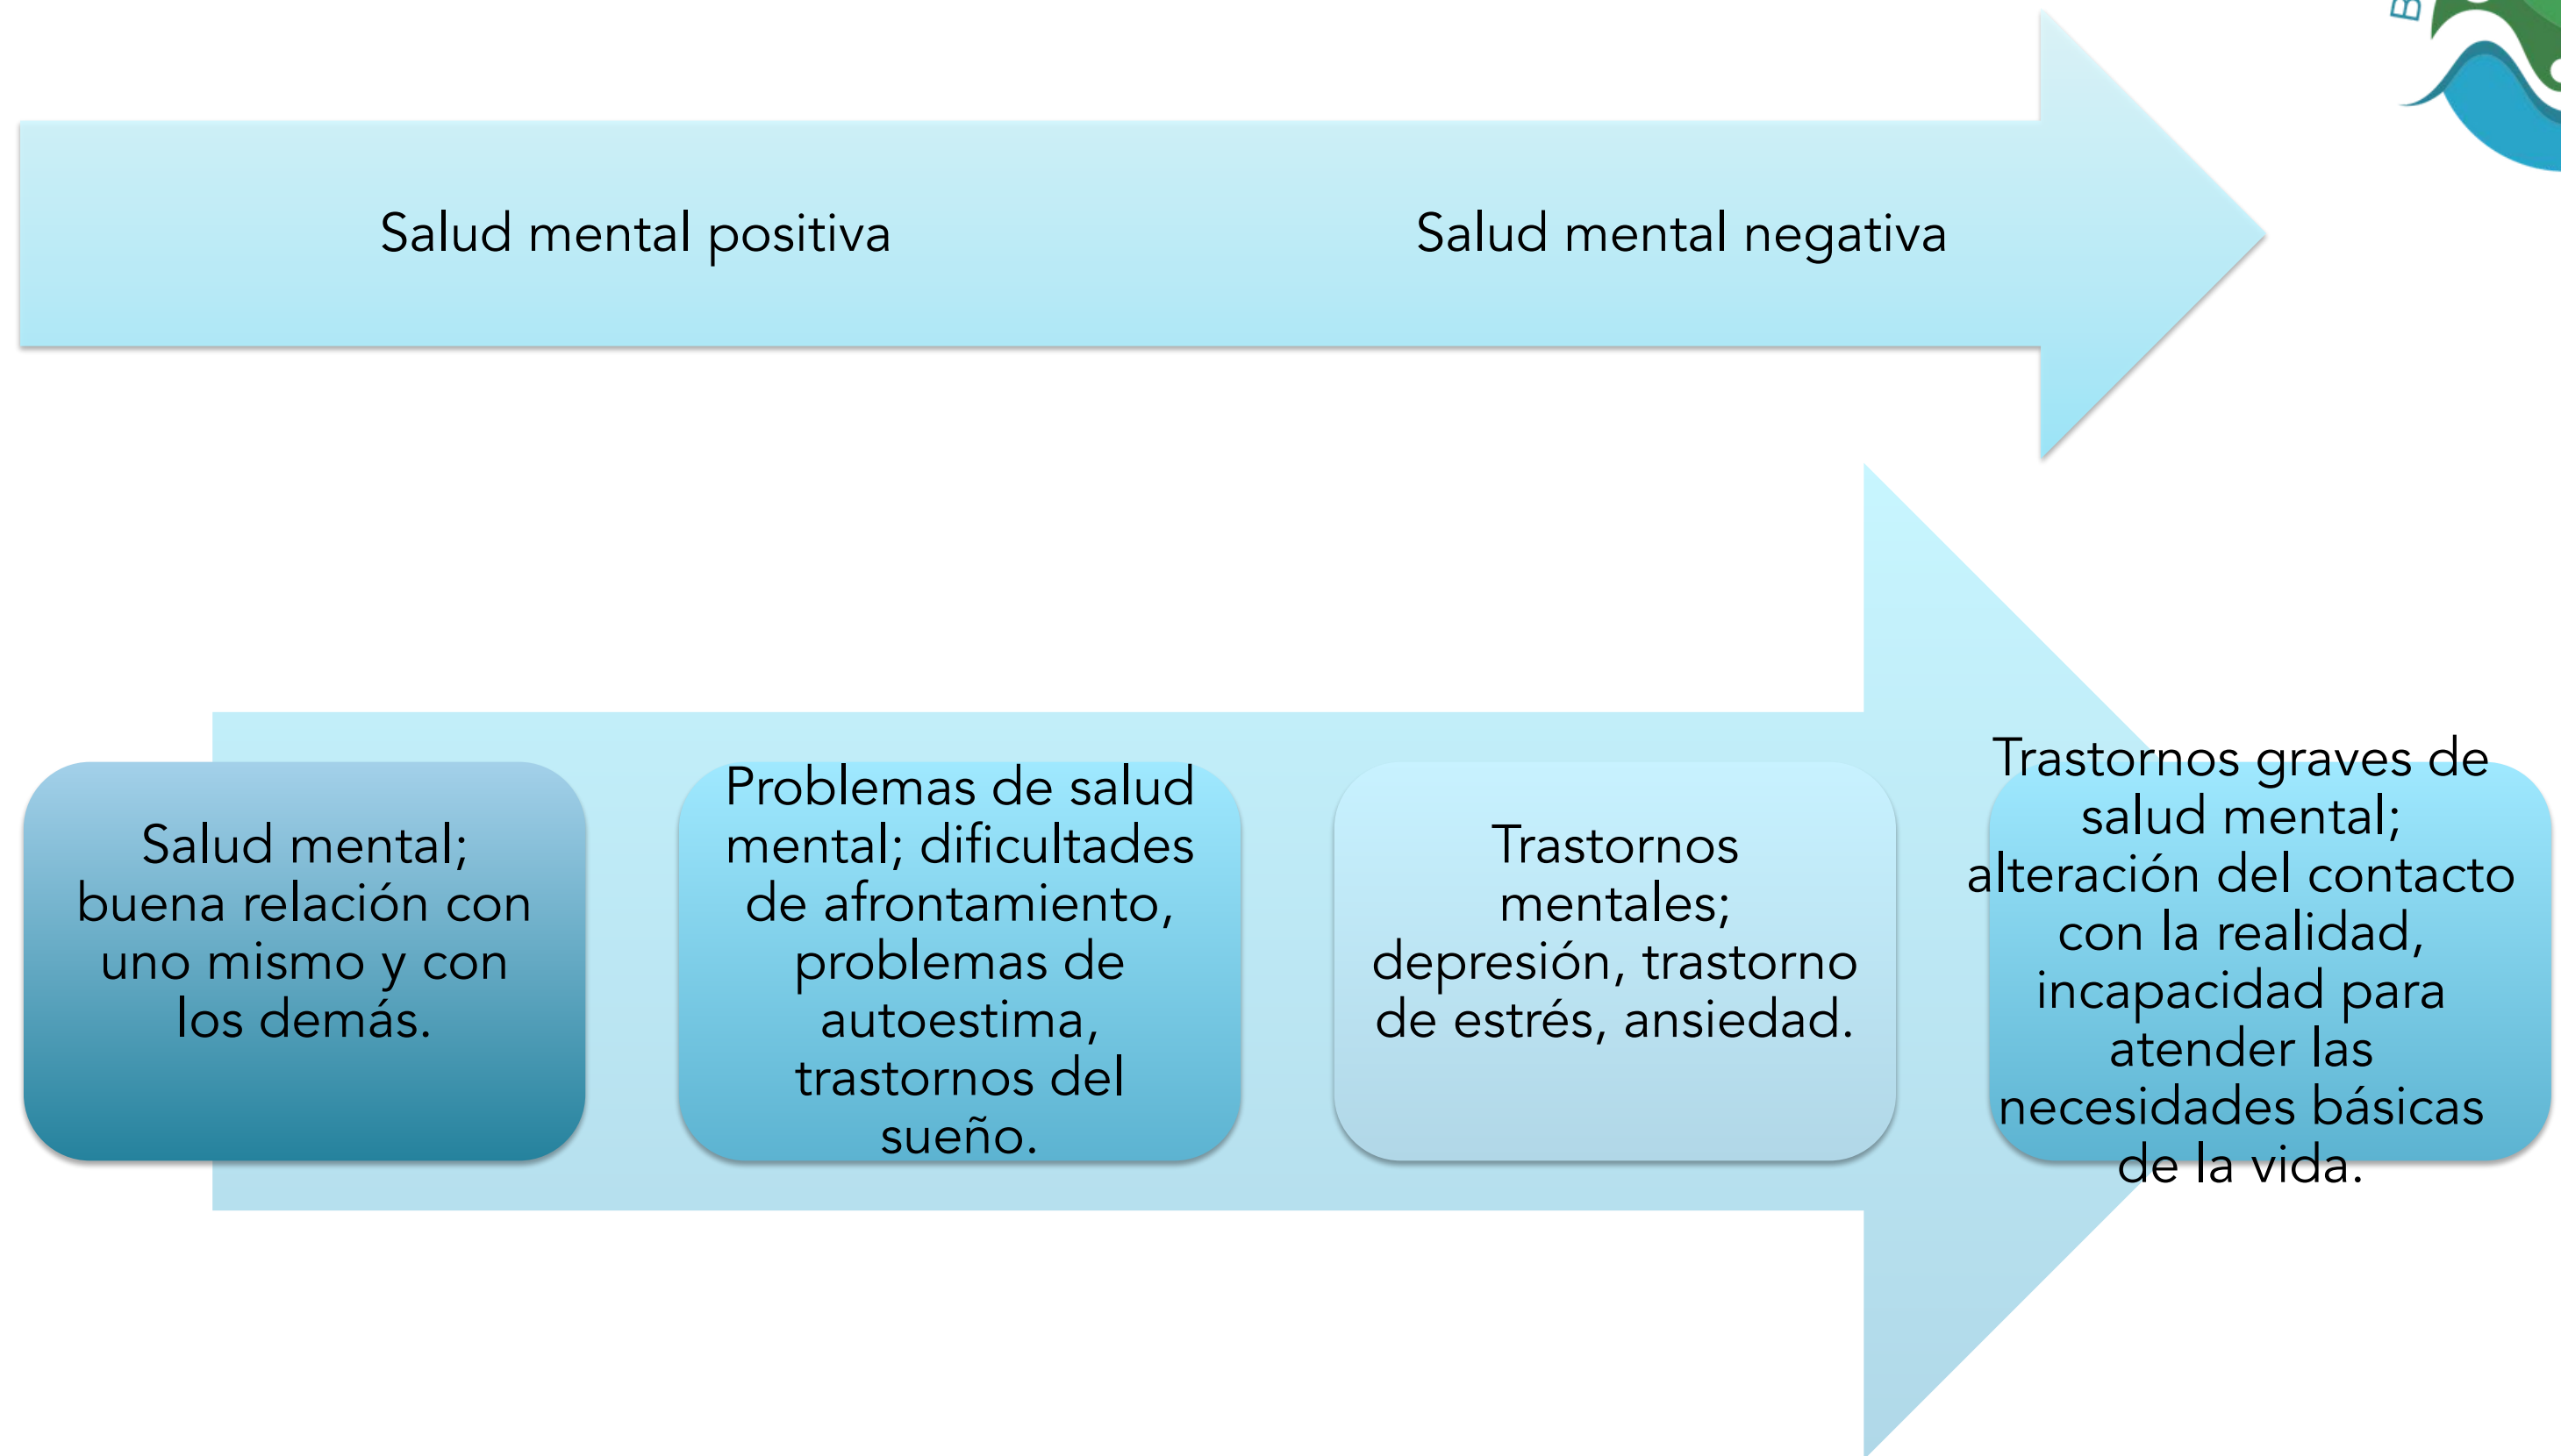 B
Salud mental positiva
Salud mental negativa
Salud mental;
buena relación con
uno mismo y con
los demás.
Problemas de salud
mental; dificultades
de afrontamiento,
problemas de
autoestima,
trastornos del
sueño.
Trastornos
mentales;
depresión, trastorno
de estrés, ansiedad.
Trastornos graves de
salud mental;
alteración del contacto
con la realidad,
incapacidad para
atender las
necesidades básicas
de la vida.